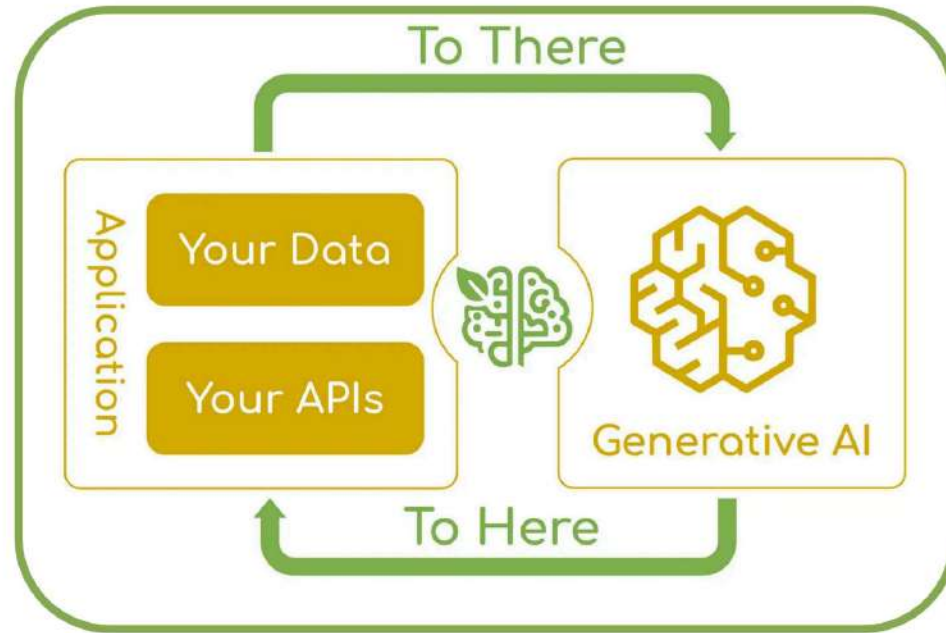 To There
Application
Your Data
Your APIs
Generative AI
To Here